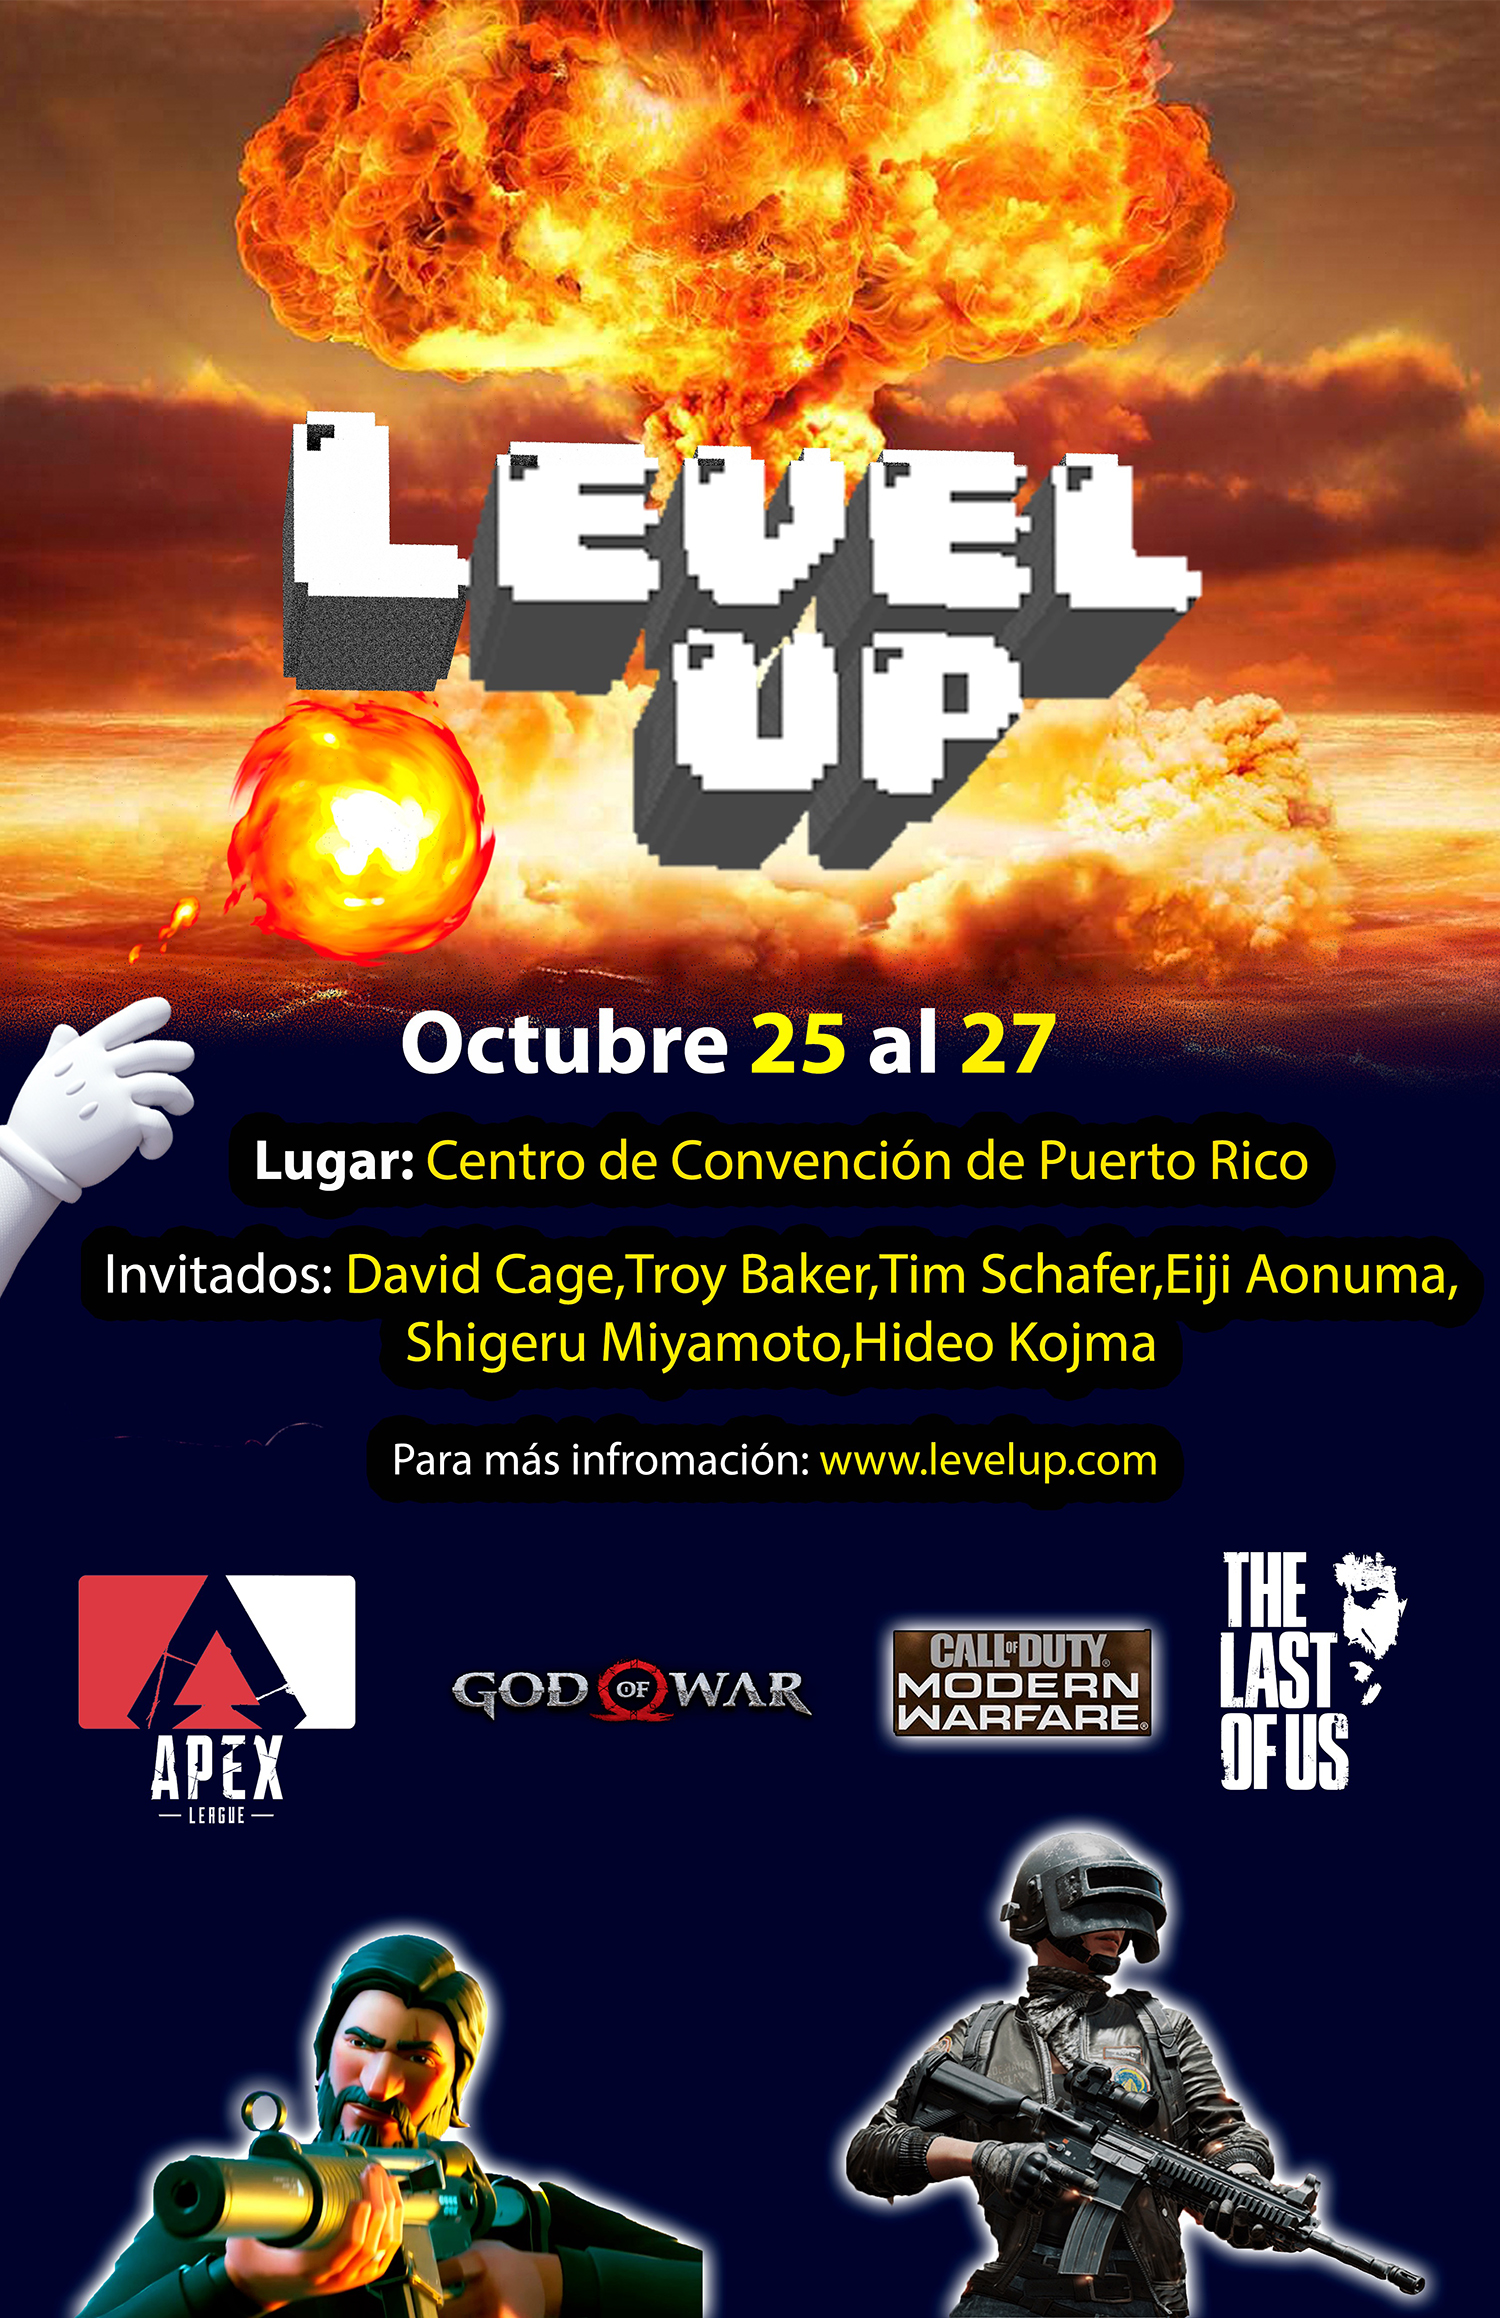 LEVEL
UP
Octubre 25 al 27
Lugar: Centro de Convención de Puerto Rico
Invitados: David Cage,Troy Baker,Tim Schafer,Eiji Aonuma,
Shigeru Miyamoto,Hideo Kojma
Para más infromación: www.levelup.com
APEX
LEAGUE
GOD OF WAR
CALL OF DUTY®
MODERN
WARFARE®
THE
LAST
OF US